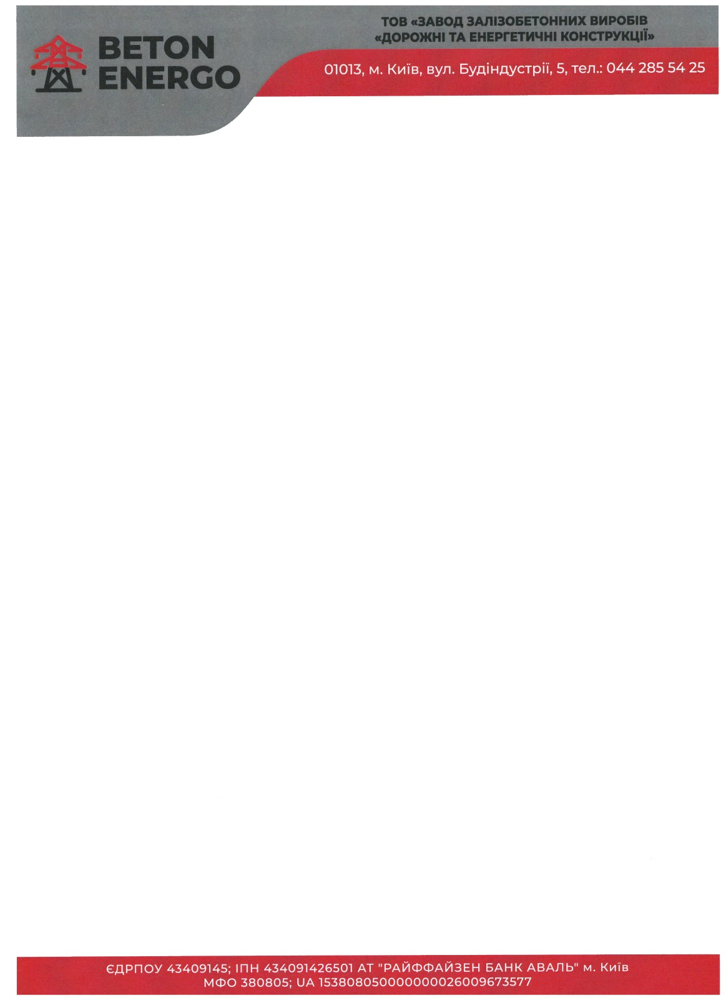 BETON
ENERGO
ТОВ «ЗАВОД ЗАЛІЗОБЕТОННИХ ВИРОБІВ
«ДОРОЖНІ ТА ЕНЕРГЕТИЧНІ КОНСТРУКЦІЇ»
01013, м. Київ, вул. Будіндустрії, 5, тел.: 044 285 54 25
ЄДРПОУ 43409145; ІПН 434091426501 АТ "РАЙФФАЙЗЕН БАНК АВАЛЬ" м. Київ
МФО 380805; UA 153808050000000026009673577